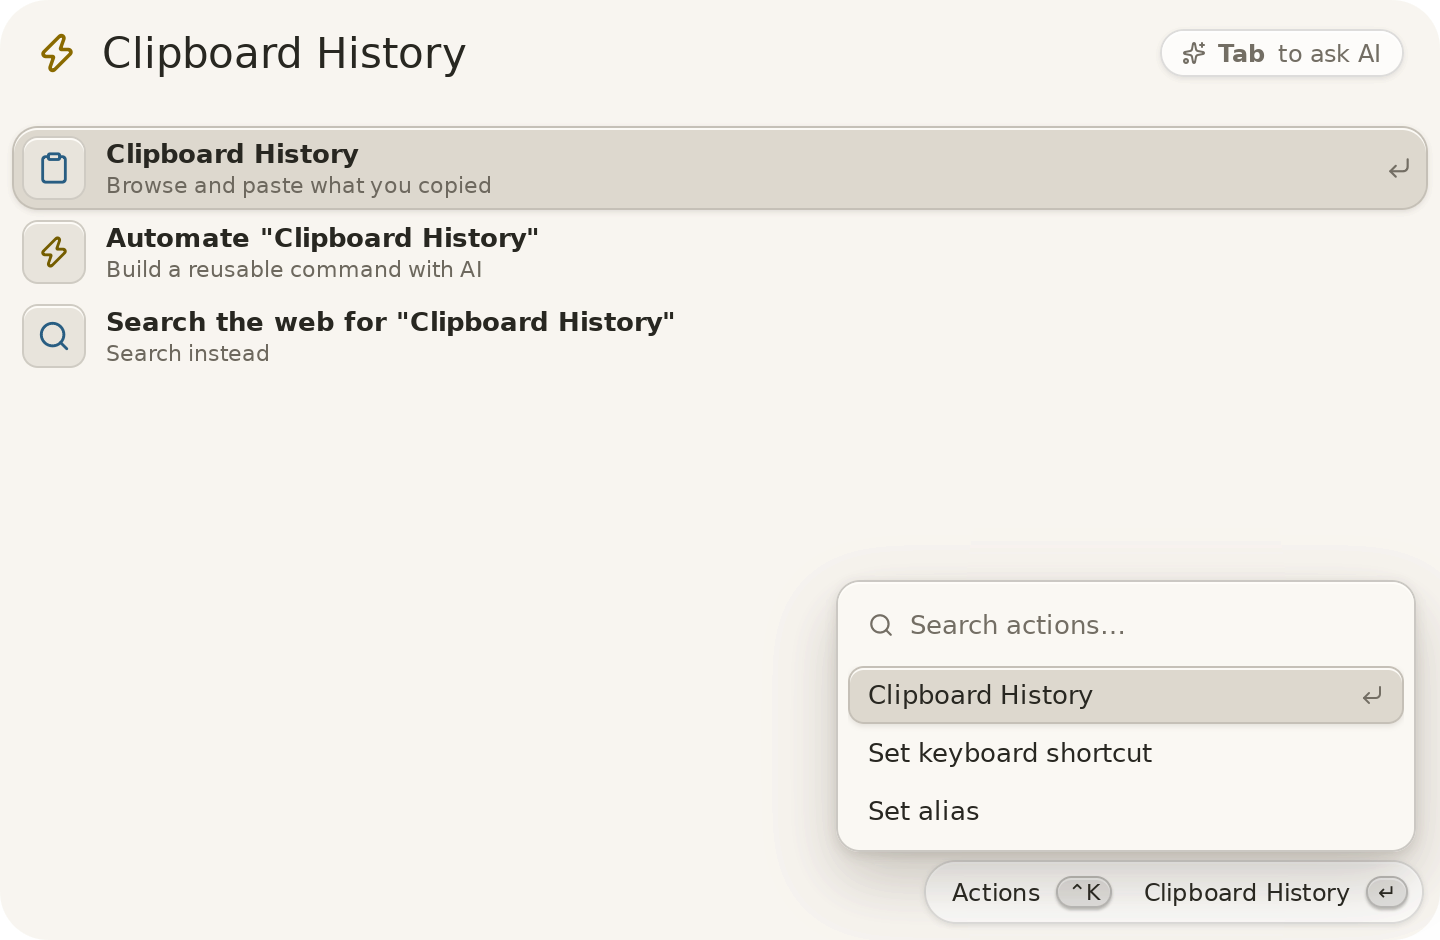 Clipboard History
Tab to ask AI
Clipboard History
Browse and paste what you copied
Automate "Clipboard History"
Build a reusable command with AI
Search the web for "Clipboard History"
Search instead
Search actions...
Clipboard History
Set keyboard shortcut
Set alias
Actions ^K Clipboard History ↵